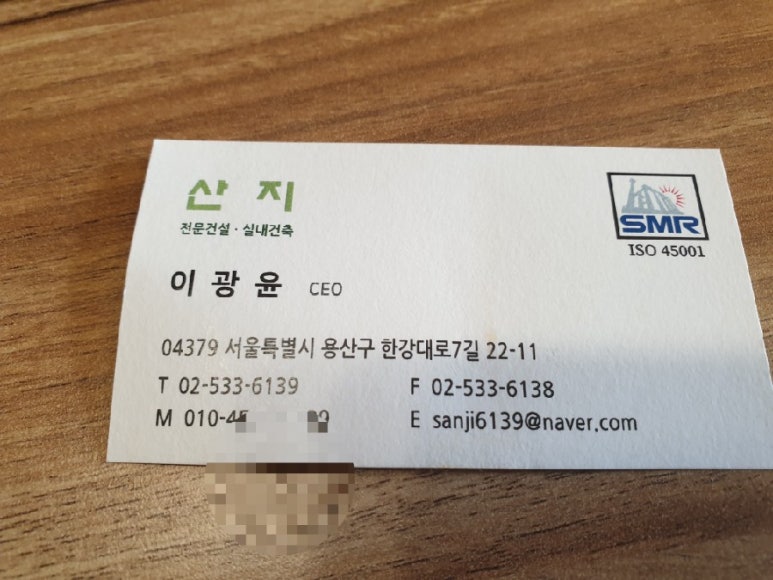 산지
전문건설·실내건축
SMR
ISO 45001
이광윤 CEO
04379 서울특별시 용산구 한강대로7길 22-11
T 02-533-6139 F 02-533-6138
M 010-45 E sanji6139@naver.com